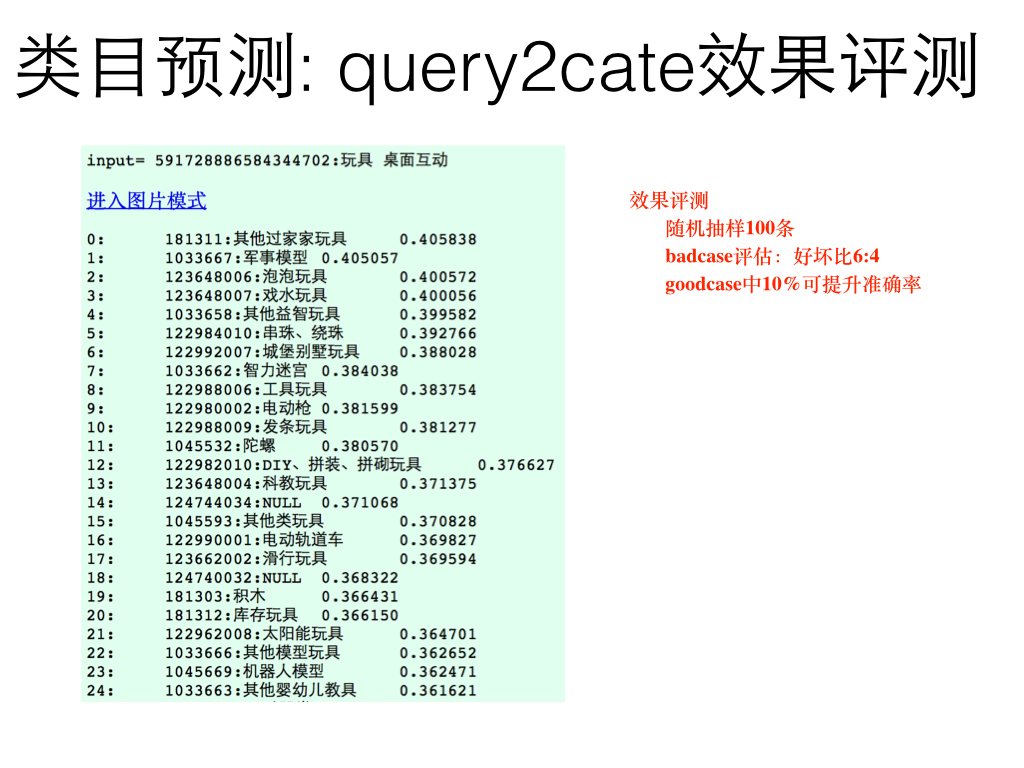 类目预测: query2cate效果评测
input= 591728886584344702:玩具 桌面互动
进入图片模式
0: 181311:其他过家家玩具 0.405838
1: 1033667:军事模型 0.405057
2: 123648006:泡泡玩具 0.400572
3: 123648007:戏水玩具 0.400056
4: 1033658:其他益智玩具 0.399582
5: 122984010:串珠、绕珠 0.392766
6: 122992007:城堡别墅玩具 0.388028
7: 1033662:智力迷宫 0.384038
8: 122988006:工具玩具 0.383754
9: 122980002:电动枪 0.381599
10: 122988009:发条玩具 0.381277
11: 1045532:陀螺 0.380570
12: 122982010:DIY、拼装、拼砌玩具 0.376627
13: 123648004:科教玩具 0.371375
14: 124744034:NULL 0.371068
15: 1045593:其他类玩具 0.370828
16: 122990001:电动轨道车 0.369827
17: 123662002:滑行玩具 0.369594
18: 124740032:NULL 0.368322
19: 181303:积木 0.366431
20: 181312:库存玩具 0.366150
21: 122962008:太阳能玩具 0.364701
22: 1033666:其他模型玩具 0.362652
23: 1045669:机器人模型 0.362471
24: 1033663:其他婴幼儿教具 0.361621
效果评测
随机抽样100条
badcase评估：好坏比6:4
goodcase中10%可提升准确率